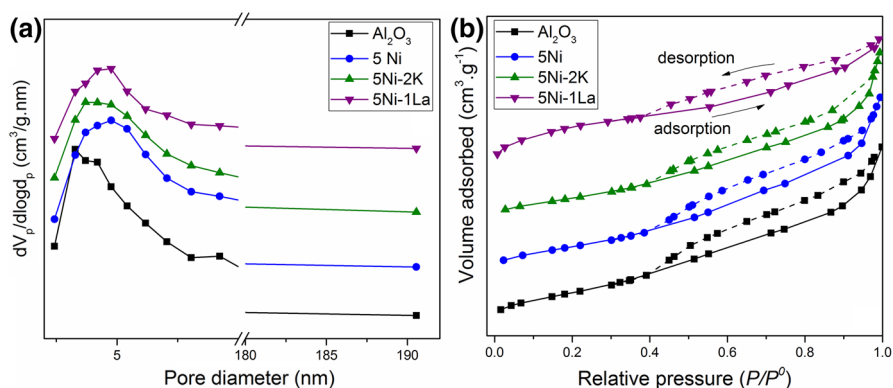 (a)
Al₂O₃
5 Ni
5Ni-2K
5Ni-1La
dVₚ/dlogdₚ (cm³/g.nm)
5 180 190
Pore diameter (nm)
(b)
Al₂O₃
5Ni
5Ni-2K
5Ni-1La
desorption
adsorption
Volume adsorbed (cm³.g⁻¹)
0.0 0.2 0.4 0.6 0.8 1.0
Relative pressure (P/P⁰)